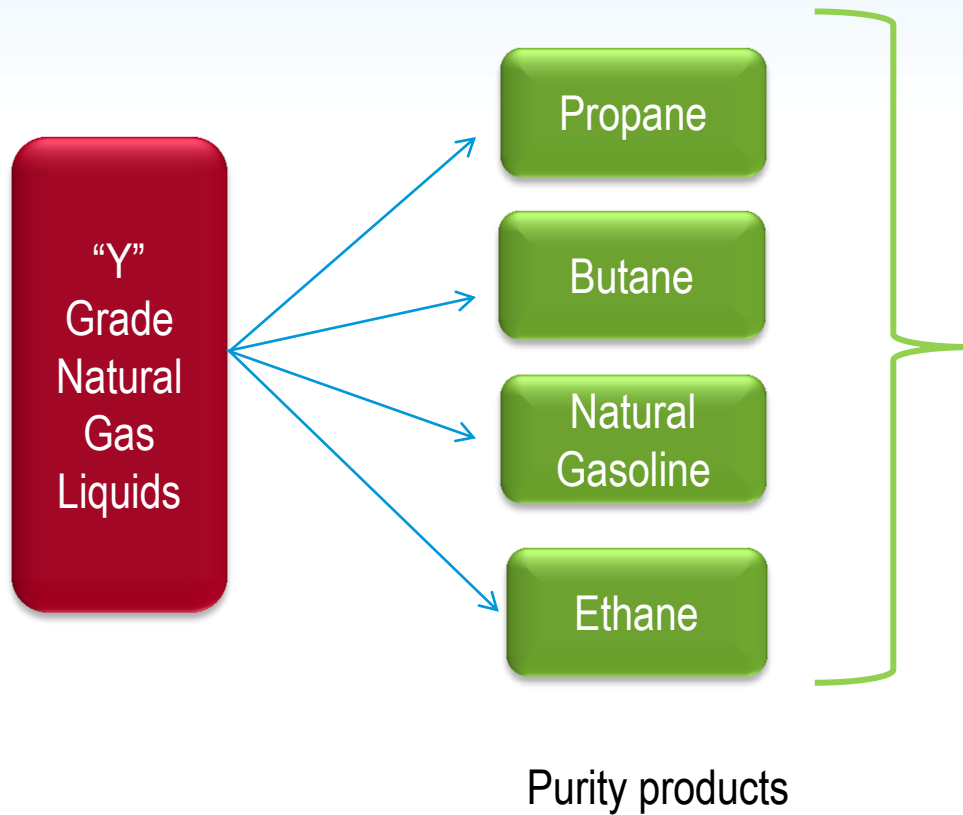 “Y”
Grade
Natural
Gas
Liquids
Propane
Butane
Natural
Gasoline
Ethane
Purity products